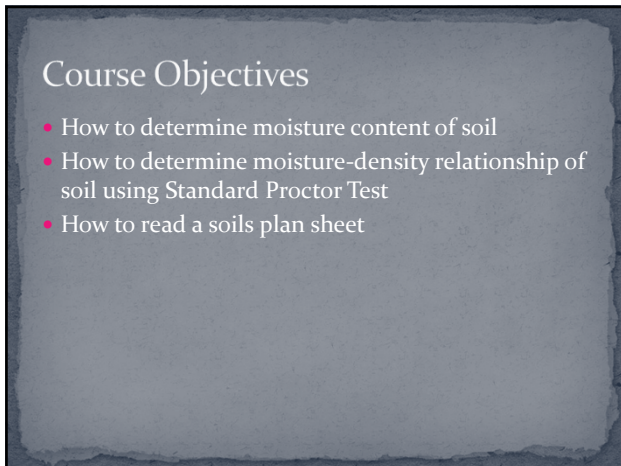 Course Objectives
• How to determine moisture content of soil
• How to determine moisture-density relationship of
soil using Standard Proctor Test
• How to read a soils plan sheet